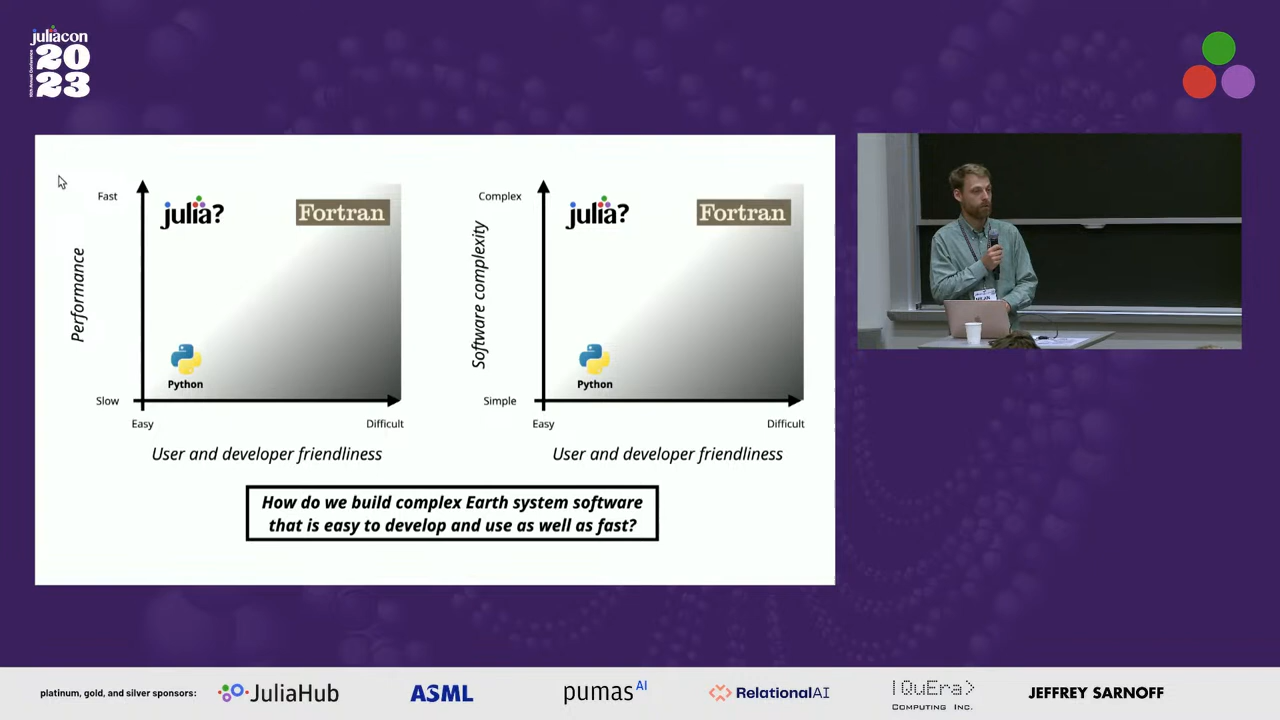 juliacon
20
23
Fast
julia?
Fortran
Performance
Python
Slow
Easy
Difficult
User and developer friendliness
Complex
julia?
Fortran
Software complexity
Python
Simple
Easy
Difficult
User and developer friendliness
How do we build complex Earth system software
that is easy to develop and use as well as fast?
MILAN
platinum, gold, and silver sponsors:
JuliaHub
ASML
pumas AI
RelationalAI
|QuEra>
COMPUTING INC.
JEFFREY SARNOFF